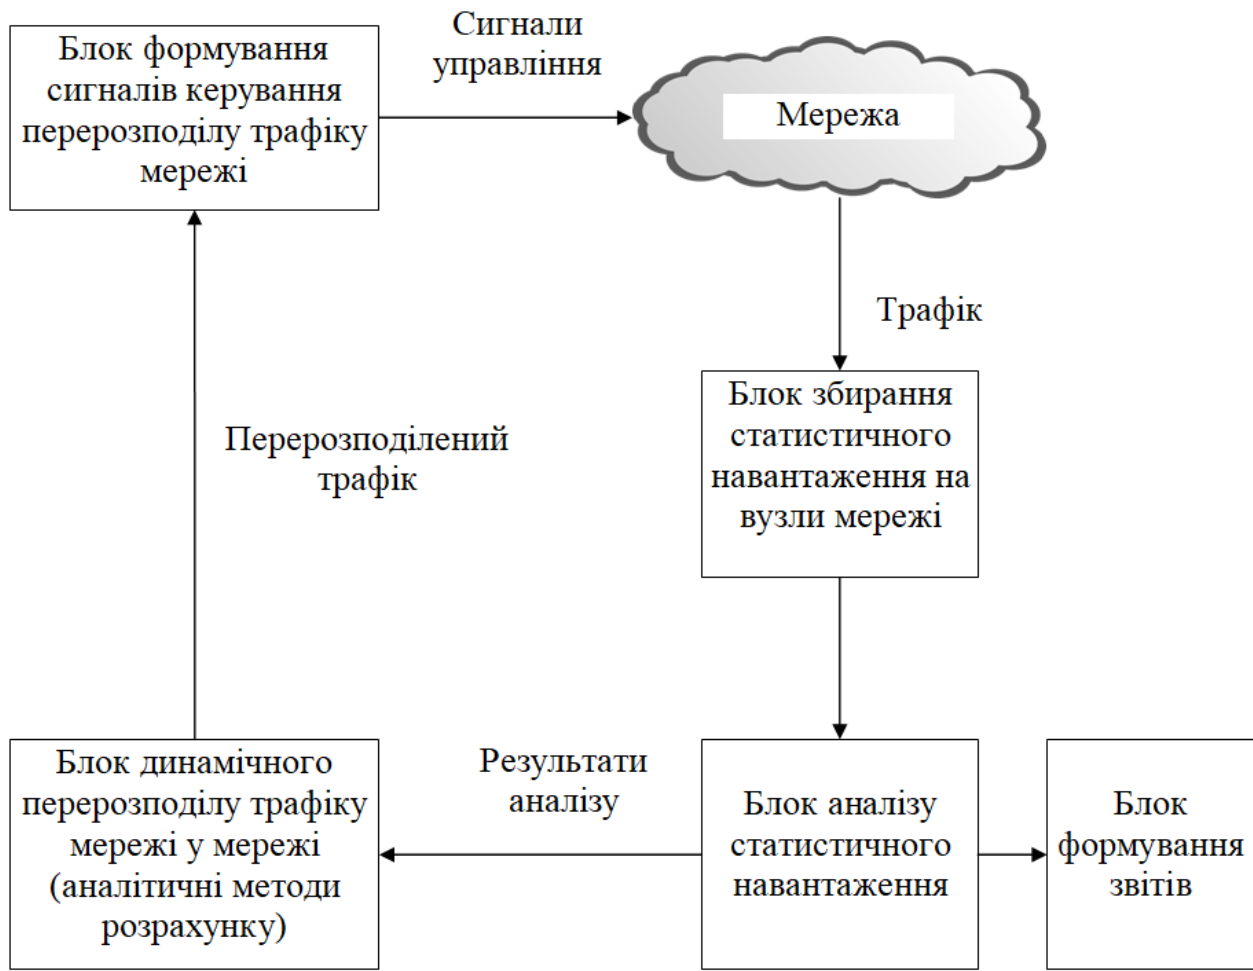 Блок формування
сигналів керування
перерозподілу трафіку
мережі
Сигнали
управління
Мережа
Трафік
Блок збирання
статистичного
навантаження на
вузли мережі
Перерозподілений
трафік
Блок динамічного
перерозподілу трафіку
мережі у мережі
(аналітичні методи
розрахунку)
Результати
аналізу
Блок аналізу
статистичного
навантаження
Блок
формування
звітів